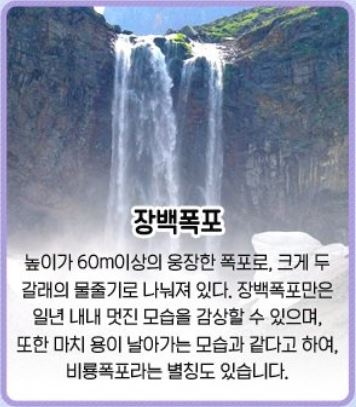 장백폭포
높이가 60m이상의 웅장한 폭포로, 크게 두
갈래의 물줄기로 나눠져 있다. 장백폭포만은
일년 내내 멋진 모습을 감상할 수 있으며,
또한 마치 용이 날아가는 모습과 같다고 하여,
비룡폭포라는 별칭도 있습니다.